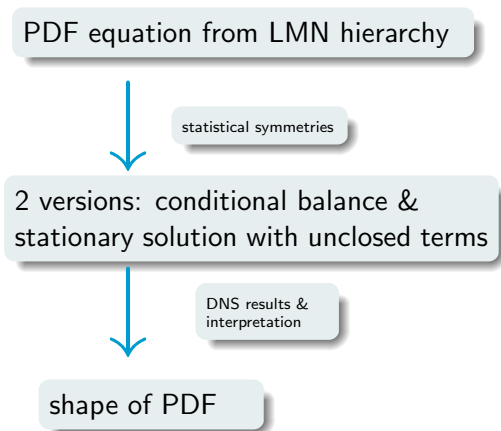 PDF equation from LMN hierarchy
statistical symmetries
2 versions: conditional balance &
stationary solution with unclosed terms
DNS results &
interpretation
shape of PDF